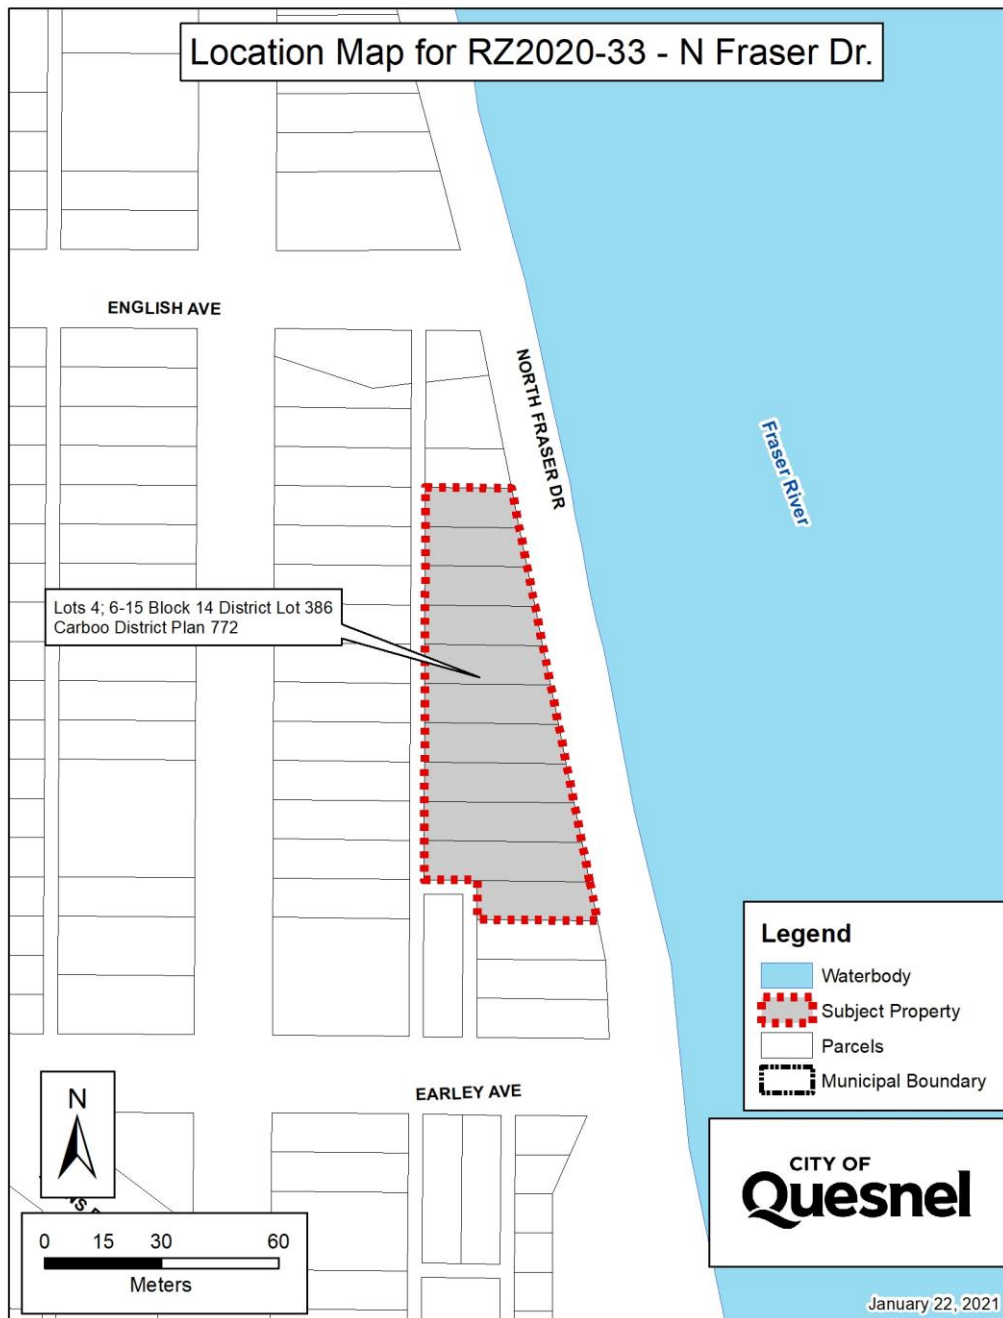 Location Map for RZ2020-33 - N Fraser Dr.
ENGLISH AVE
NORTH FRASER DR
Fraser River
Lots 4; 6-15 Block 14 District Lot 386
Carboo District Plan 772
Legend
Waterbody
Subject Property
Parcels
Municipal Boundary
EARLEY AVE
N
0 15 30 60
Meters
CITY OF
Quesnel
January 22, 2021